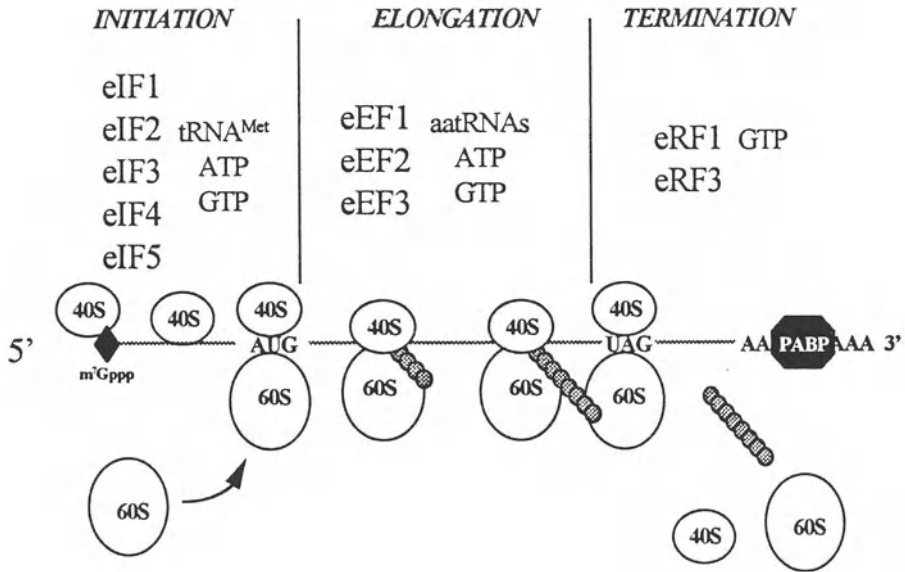 INITIATION
ELONGATION
TERMINATION
eIF1
eIF2 tRNA^Met
eIF3 ATP
eIF4 GTP
eIF5
eEF1 aatRNAs
eEF2 ATP
eEF3 GTP
eRF1 GTP
eRF3
40S
40S
40S
40S
40S
40S
5' AUG UAG AA PABP AAA 3'
m⁷Gppp
60S
60S
60S
60S
60S
40S
60S